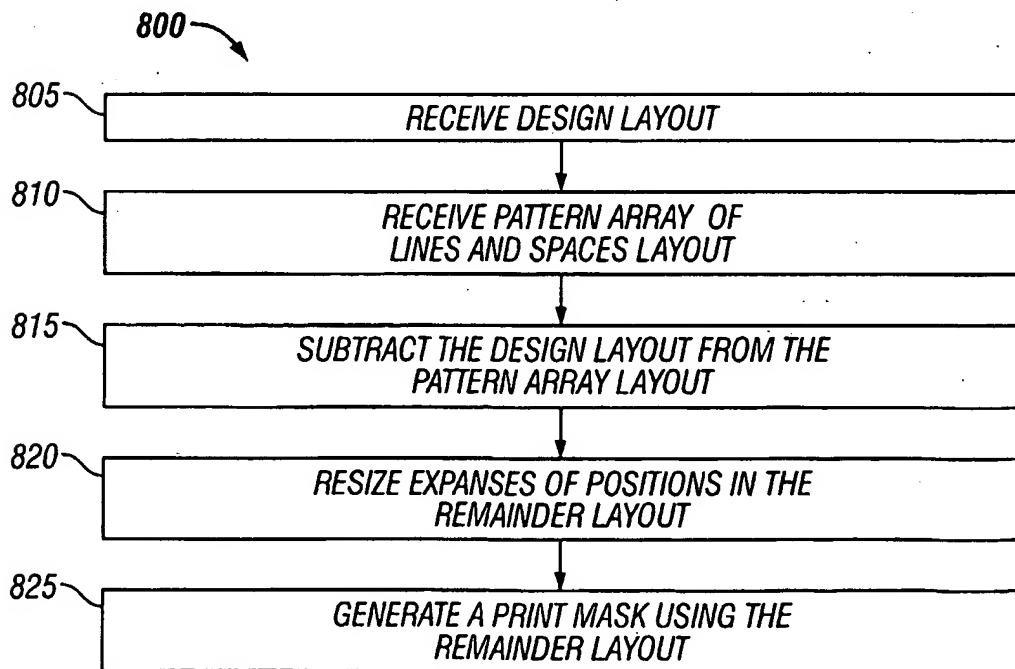 800
805
RECEIVE DESIGN LAYOUT
810
RECEIVE PATTERN ARRAY OF
LINES AND SPACES LAYOUT
815
SUBTRACT THE DESIGN LAYOUT FROM THE
PATTERN ARRAY LAYOUT
820
RESIZE EXPANSES OF POSITIONS IN THE
REMAINDER LAYOUT
825
GENERATE A PRINT MASK USING THE
REMAINDER LAYOUT